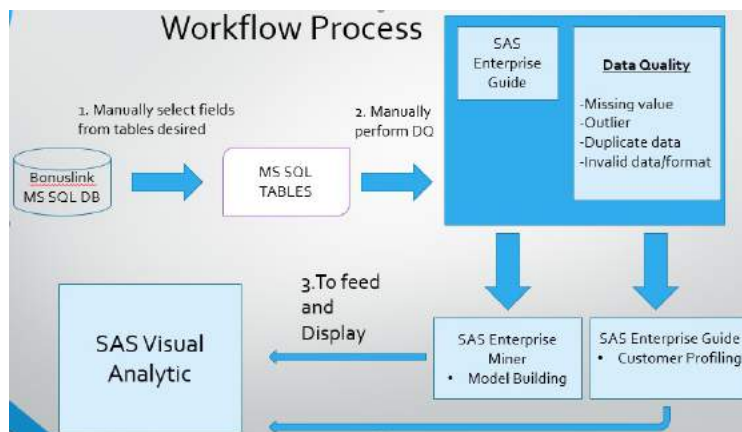 Workflow Process
1. Manually select fields
from tables desired
2. Manually
perform DQ
Bonuslink
MS SQL DB
MS SQL
TABLES
SAS
Enterprise
Guide
Data Quality
-Missing value
-Outlier
-Duplicate data
-Invalid data/format
3.To feed
and
Display
SAS Visual
Analytic
SAS Enterprise
Miner
• Model Building
SAS Enterprise Guide
• Customer Profiling